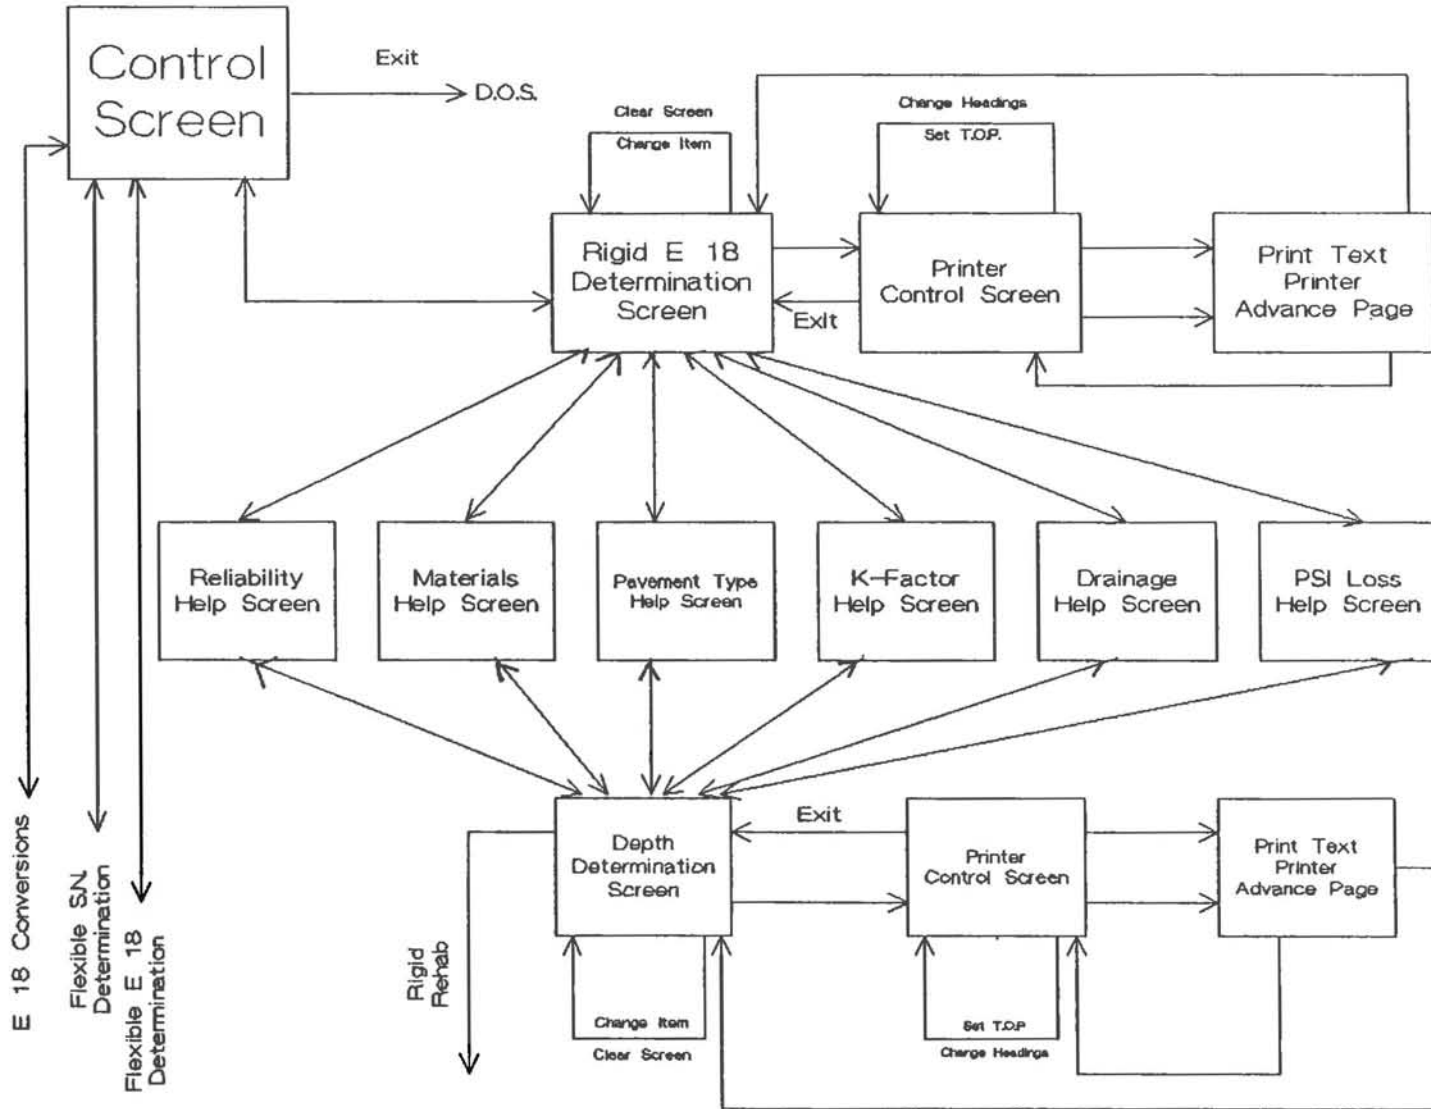 Control
Screen
Exit
D.O.S.
Clear Screen
Change Item
Change Headings
Set T.O.P.
Rigid E 18
Determination
Screen
Exit
Printer
Control Screen
Print Text
Printer
Advance Page
Reliability
Help Screen
Materials
Help Screen
Pavement Type
Help Screen
K-Factor
Help Screen
Drainage
Help Screen
PSI Loss
Help Screen
Depth
Determination
Screen
Exit
Printer
Control Screen
Print Text
Printer
Advance Page
Change Item
Clear Screen
Set T.O.P
Change Headings
E 18 Conversions
Flexible S.N.
Determination
Flexible E 18
Determination
Rigid
Rehab